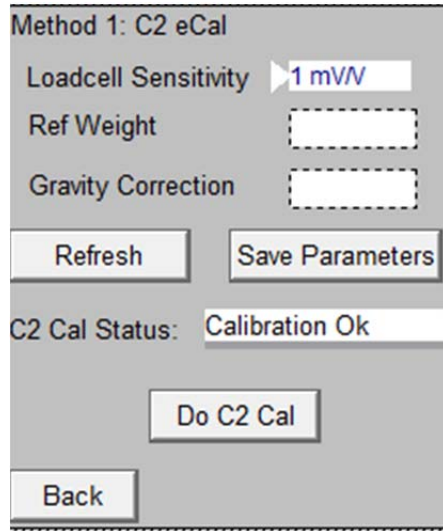 Method 1: C2 eCal
Loadcell Sensitivity 1 mV/V
Ref Weight
Gravity Correction
Refresh Save Parameters
C2 Cal Status: Calibration Ok
Do C2 Cal
Back